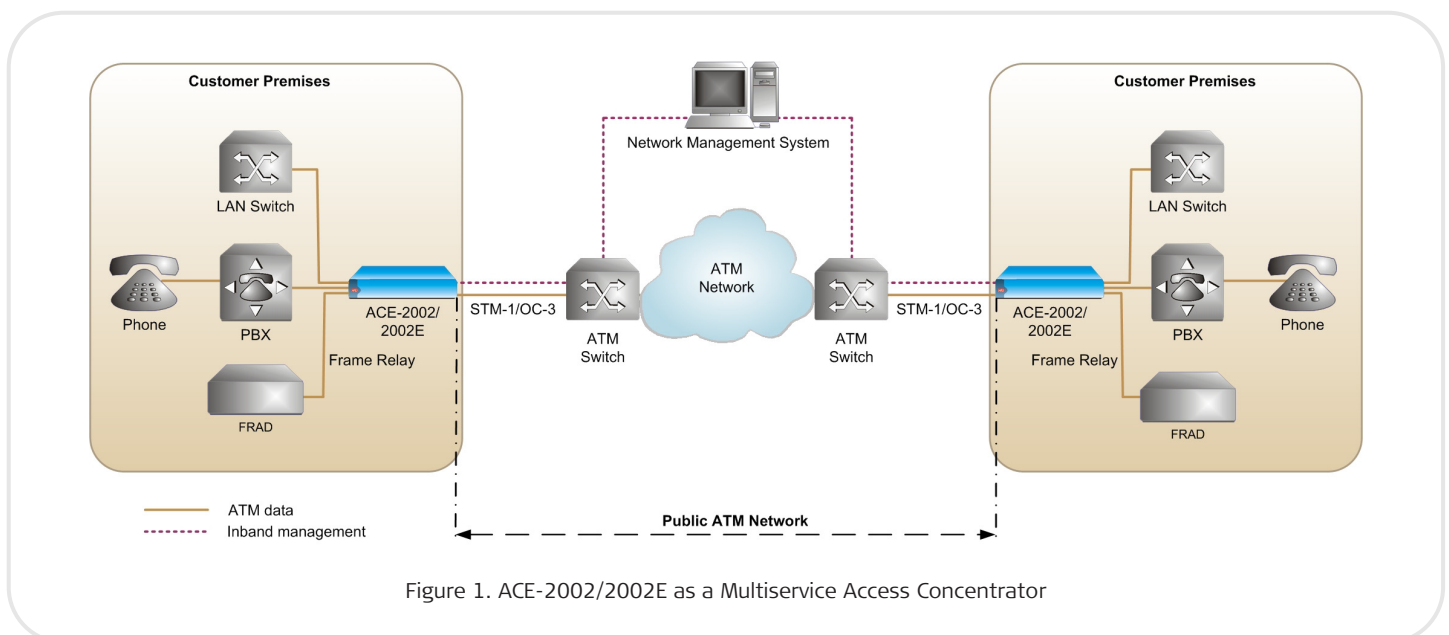 Customer Premises
LAN Switch
Phone
PBX
ACE-2002/
2002E
Frame Relay
FRAD
STM-1/OC-3
ATM
Switch
Network Management System
ATM
Network
ATM
Switch
STM-1/OC-3
Customer Premises
LAN Switch
ACE-2002/
2002E
PBX
Phone
Frame Relay
FRAD
ATM data
Inband management
Public ATM Network
Figure 1. ACE-2002/2002E as a Multiservice Access Concentrator